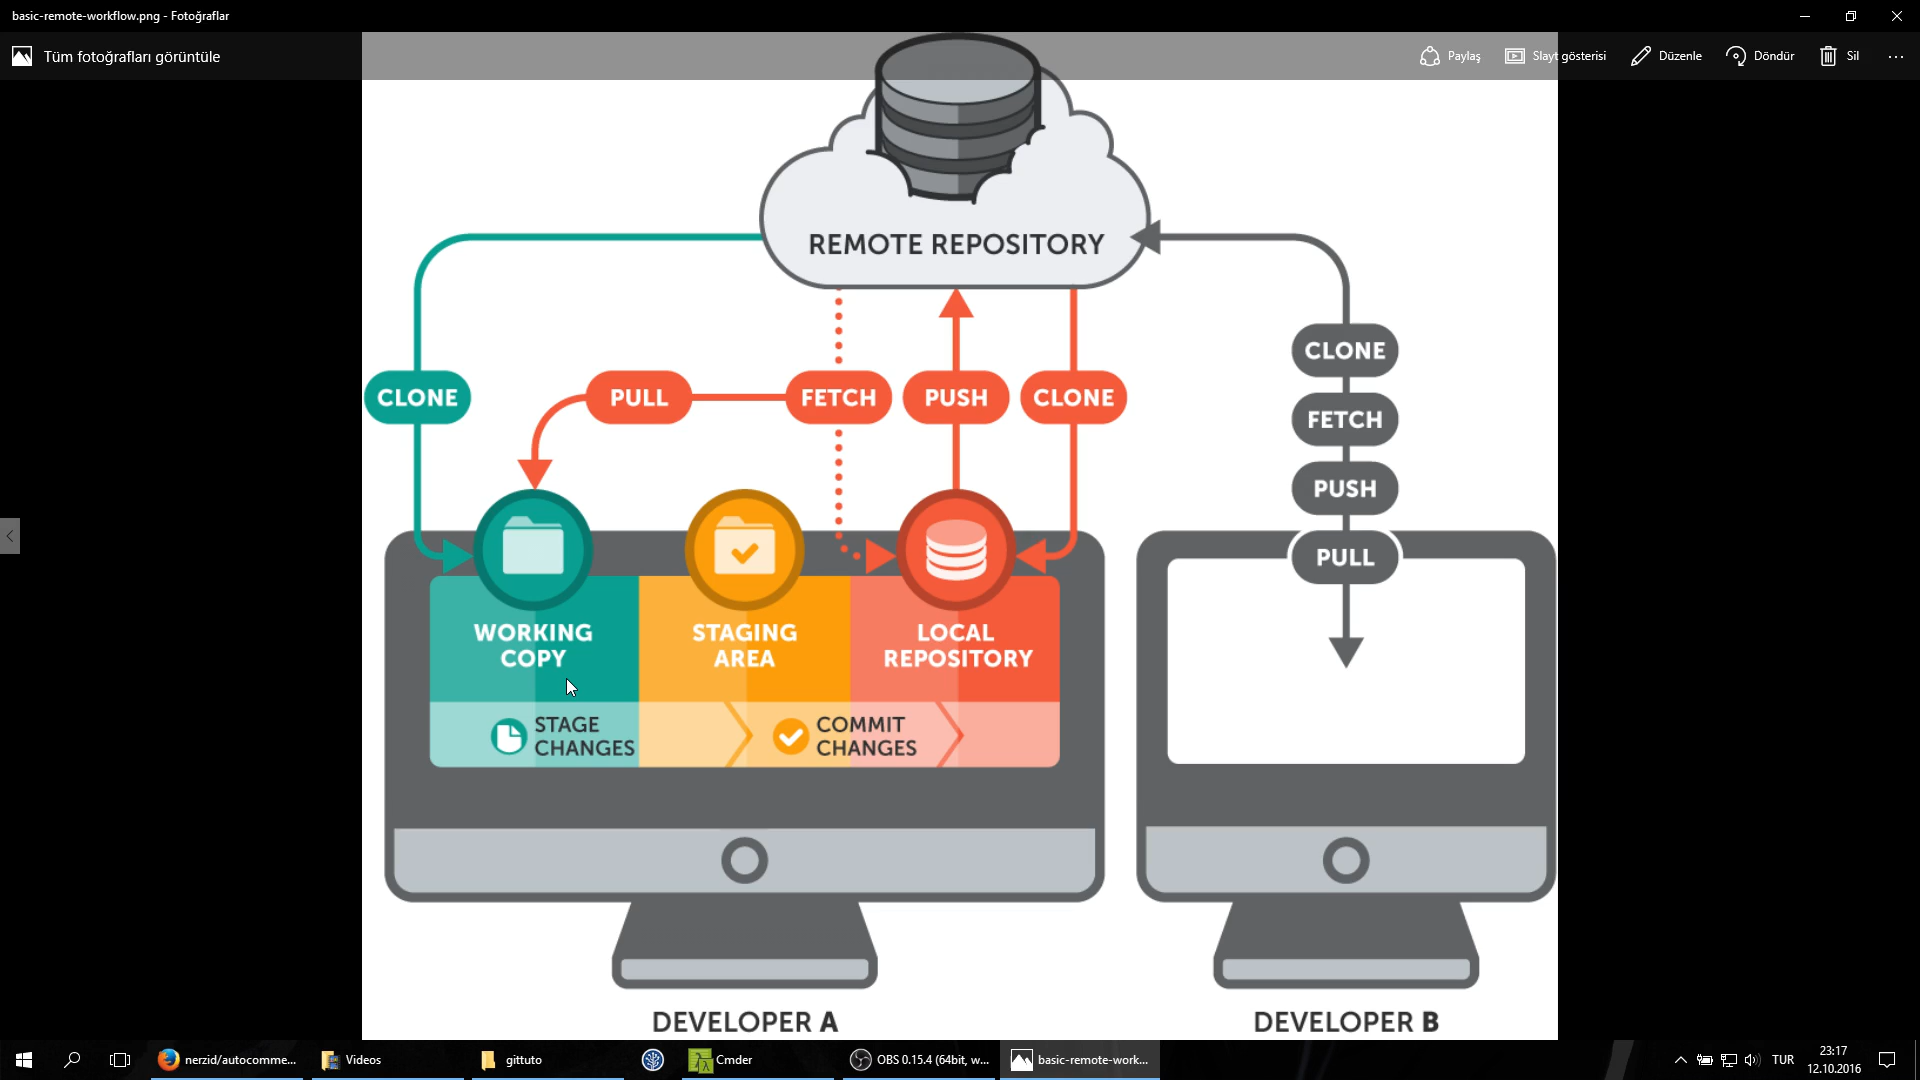 basic-remote-workflow.png - Fotoğraflar
Tüm fotoğrafları görüntüle
Paylaş
Slayt gösterisi
Düzenle
Döndür
Sil
REMOTE REPOSITORY
CLONE
PULL
FETCH
PUSH
CLONE
CLONE
FETCH
PUSH
PULL
WORKING
COPY
STAGING
AREA
LOCAL
REPOSITORY
STAGE
CHANGES
COMMIT
CHANGES
DEVELOPER A
DEVELOPER B
nerzid/autocomme...
Videos
gittuto
Cmder
OBS 0.15.4 (64bit, w...
basic-remote-work...
TUR
23:17
12.10.2016